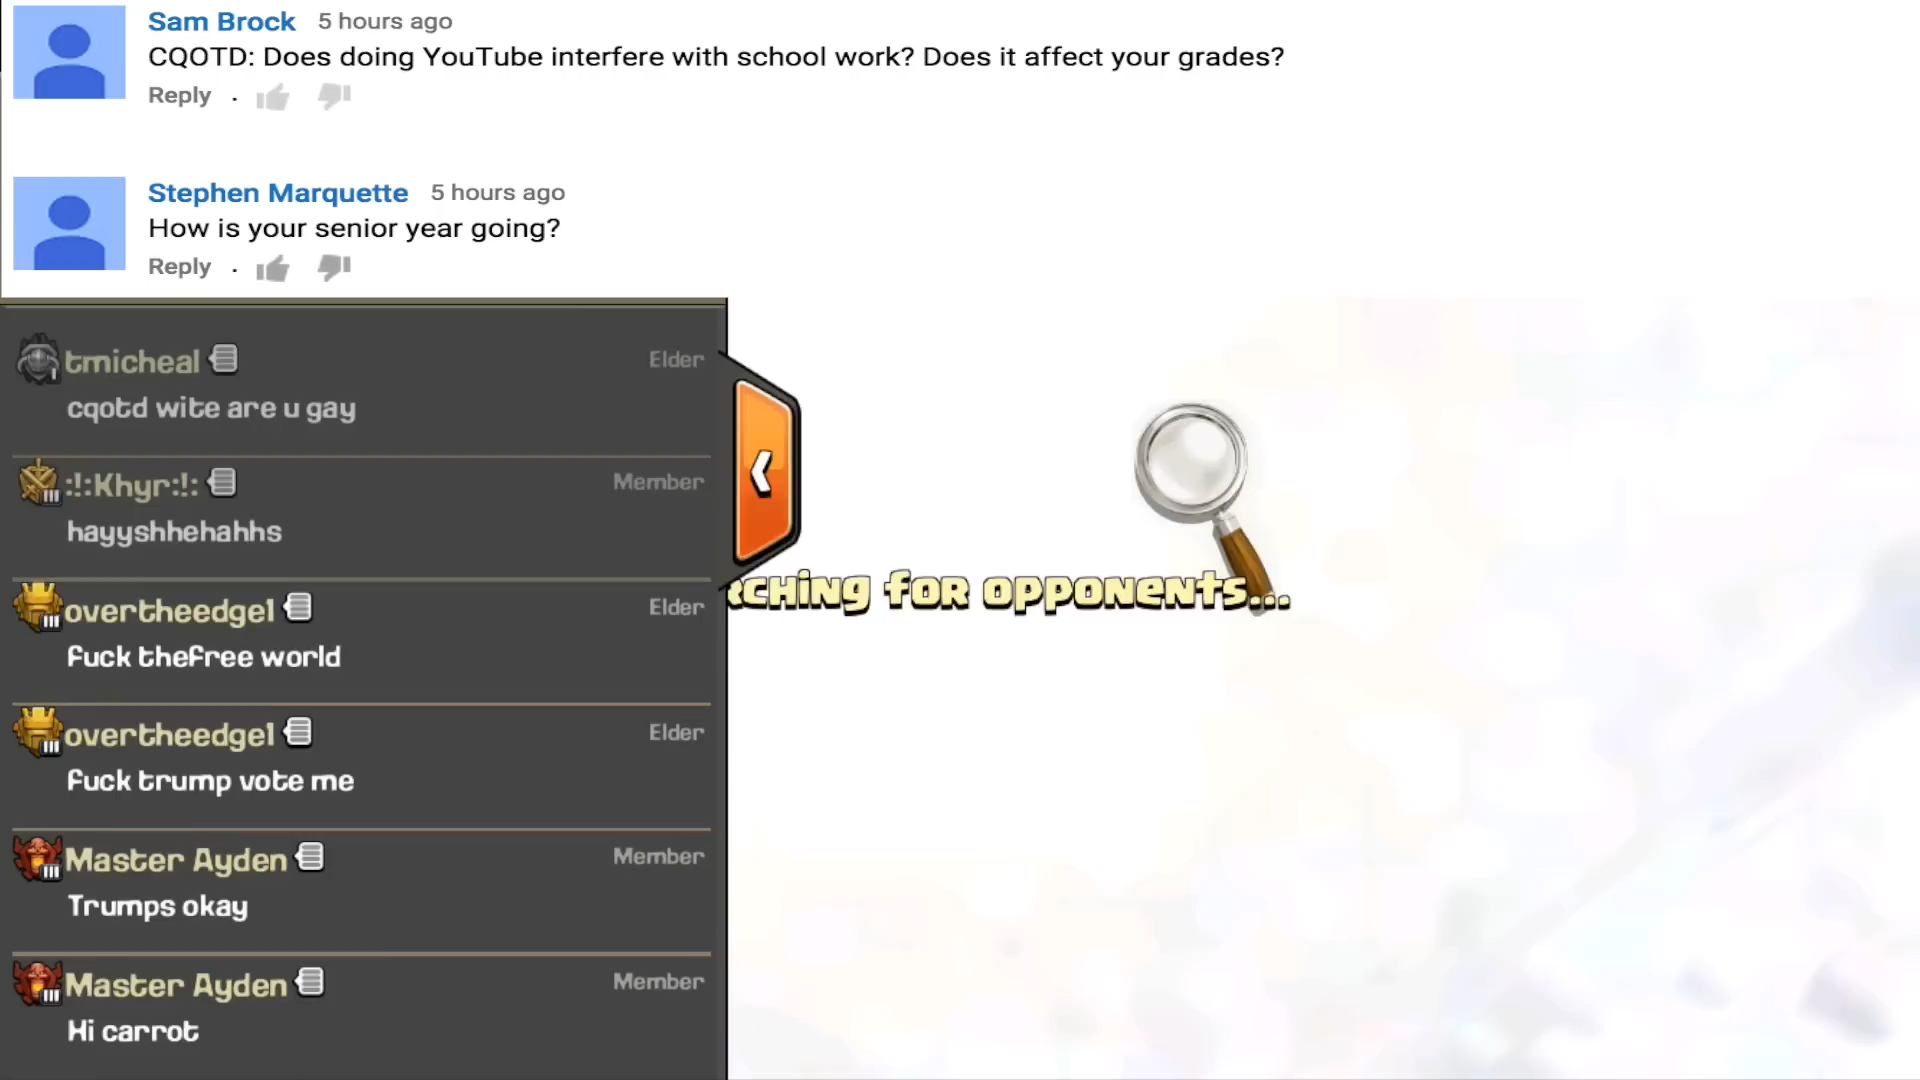 Sam Brock 5 hours ago
CQOTD: Does doing YouTube interfere with school work? Does it affect your grades?
Reply .
Stephen Marquette 5 hours ago
How is your senior year going?
Reply .
tmicheal Elder
cqotd wite are u gay
:!:Khyr:!: Member
hayyshhehahhs
overtheedge1 Elder
fuck thefree world
rching for opponents...
overtheedge1 Elder
fuck trump vote me
Master Ayden Member
Trumps okay
Master Ayden Member
Hi carrot